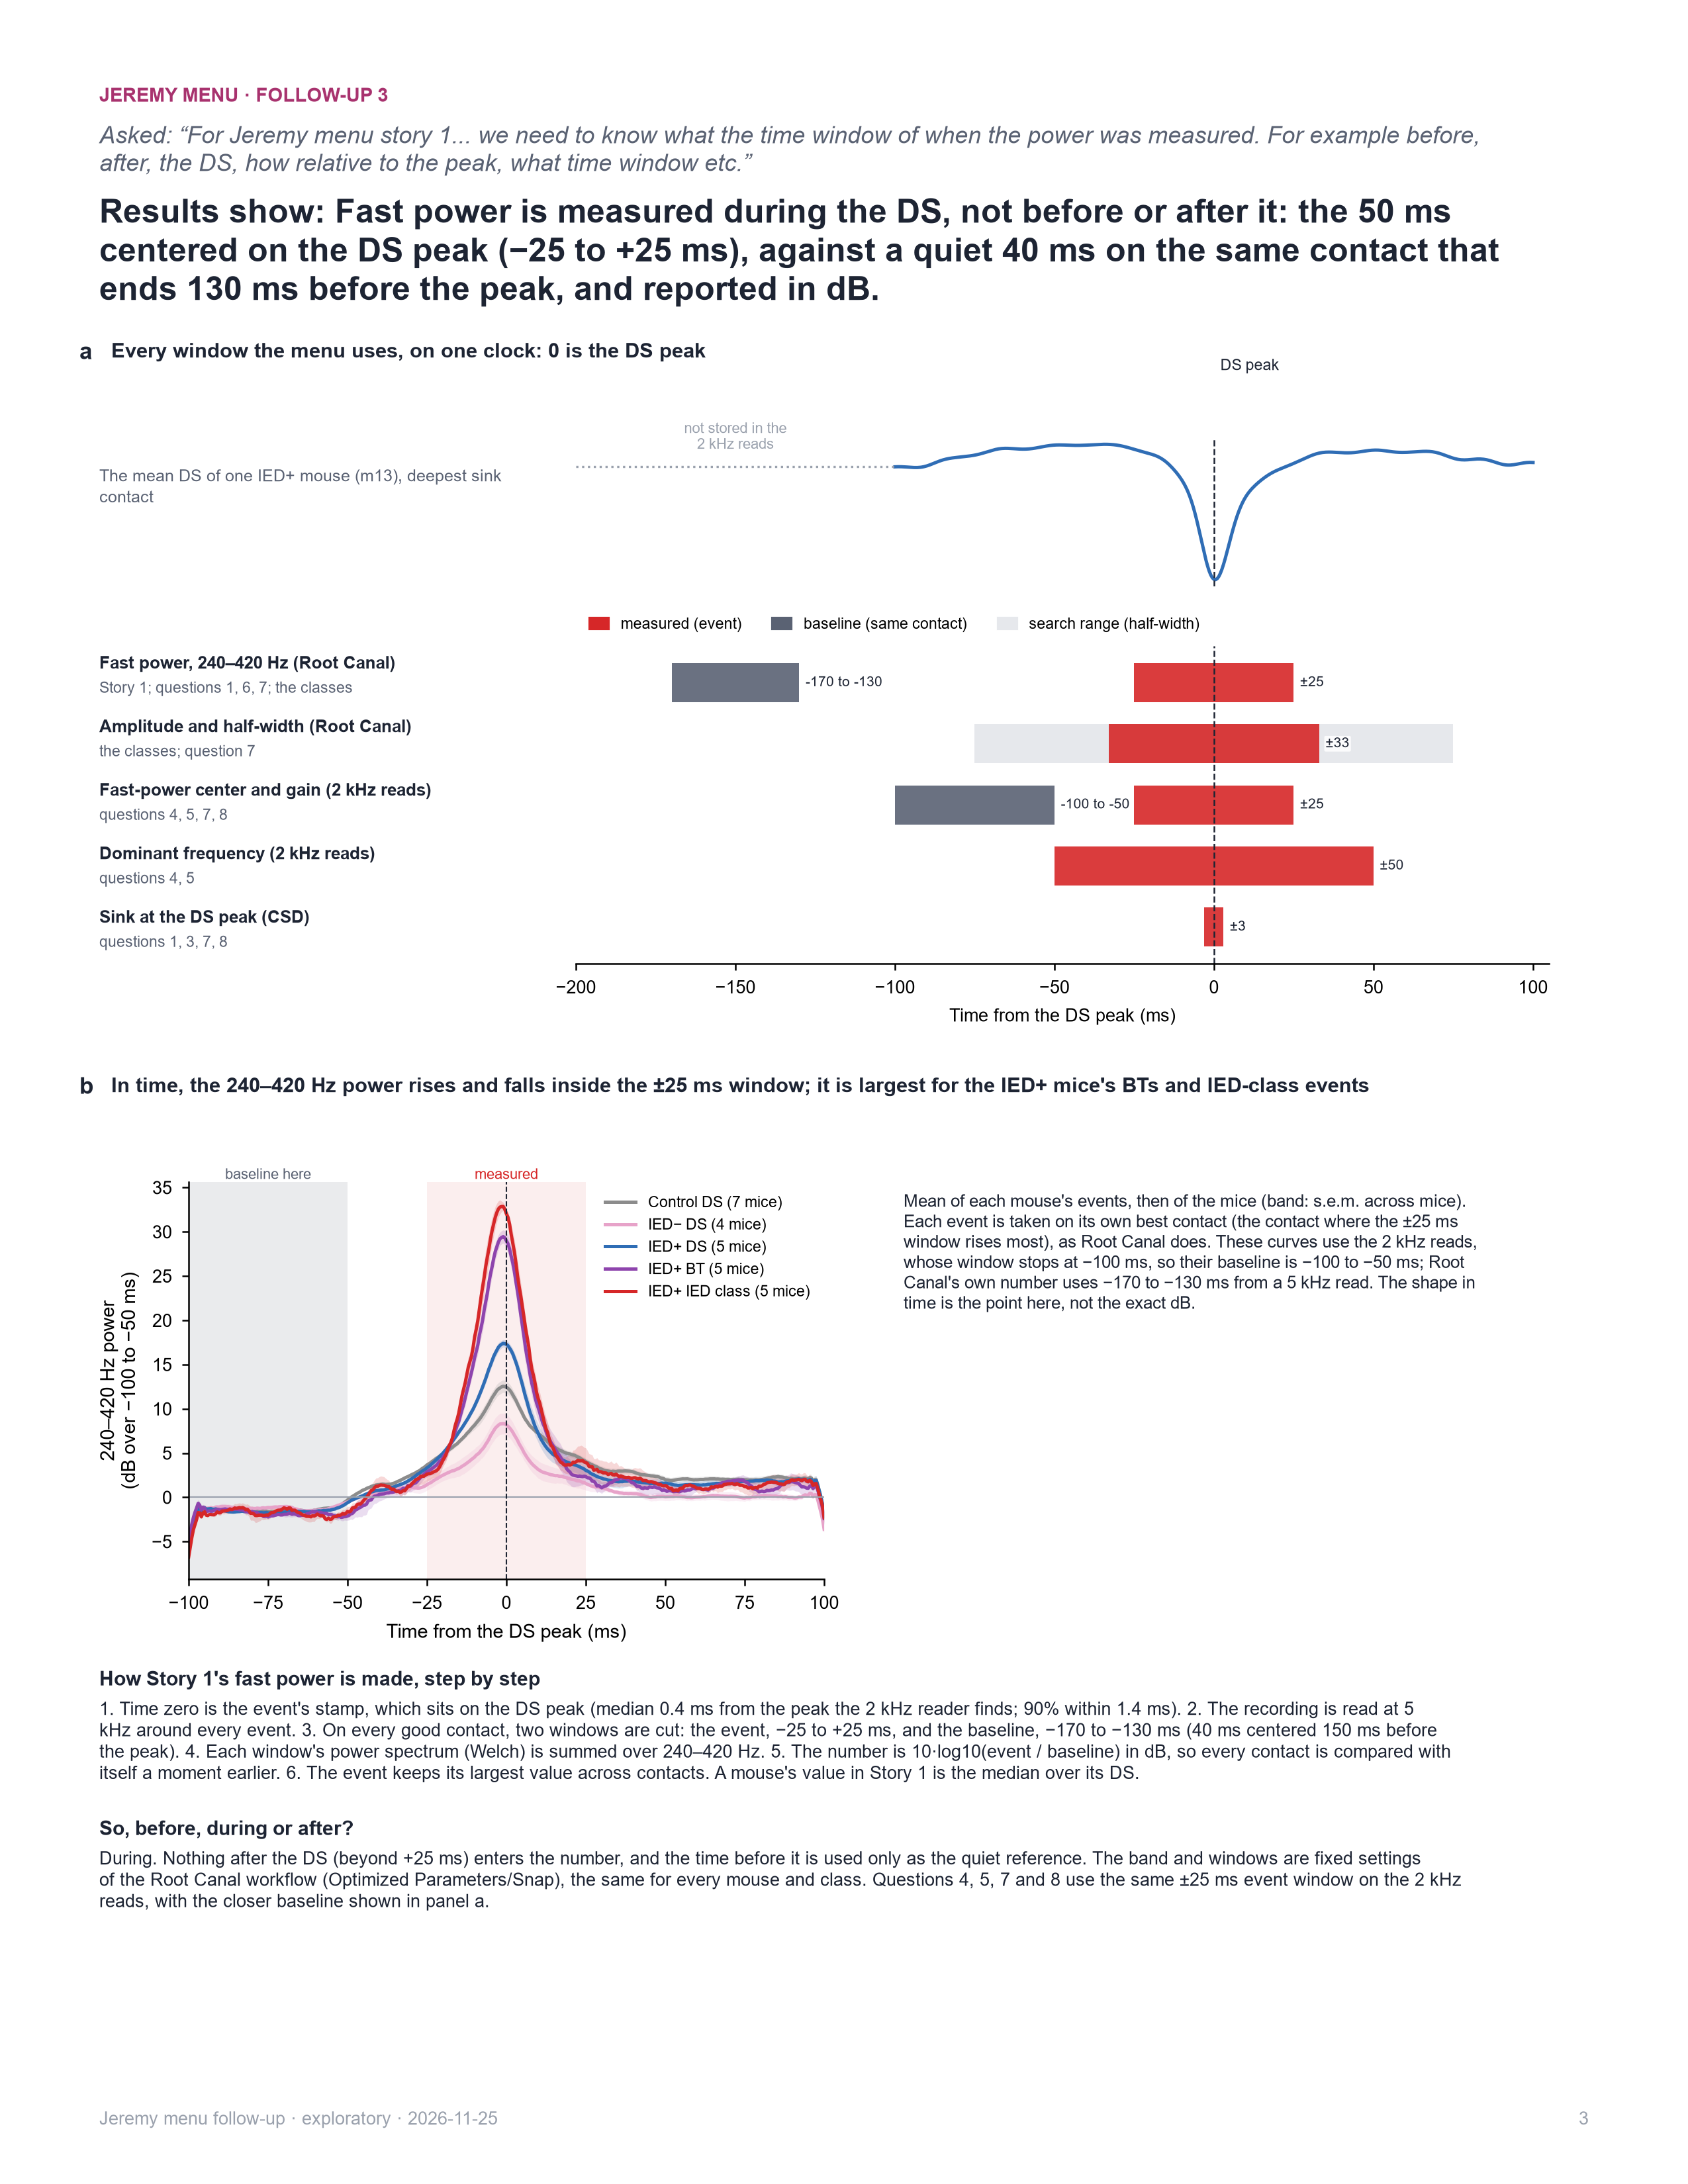 JEREMY MENU · FOLLOW-UP 3
Asked: “For Jeremy menu story 1... we need to know what the time window of when the power was measured. For example before,
after, the DS, how relative to the peak, what time window etc.”
Results show: Fast power is measured during the DS, not before or after it: the 50 ms
centered on the DS peak (−25 to +25 ms), against a quiet 40 ms on the same contact that
ends 130 ms before the peak, and reported in dB.
a Every window the menu uses, on one clock: 0 is the DS peak
DS peak
not stored in the
2 kHz reads
The mean DS of one IED+ mouse (m13), deepest sink
contact
measured (event) baseline (same contact) search range (half-width)
Fast power, 240–420 Hz (Root Canal)
Story 1; questions 1, 6, 7; the classes
-170 to -130 ±25
Amplitude and half-width (Root Canal)
the classes; question 7
±33
Fast-power center and gain (2 kHz reads)
questions 4, 5, 7, 8
-100 to -50 ±25
Dominant frequency (2 kHz reads)
questions 4, 5
±50
Sink at the DS peak (CSD)
questions 1, 3, 7, 8
±3
−200 −150 −100 −50 0 50 100
Time from the DS peak (ms)
b In time, the 240–420 Hz power rises and falls inside the ±25 ms window; it is largest for the IED+ mice's BTs and IED-class events
baseline here measured
35
30
25
20
15
10
5
0
−5
240–420 Hz power
(dB over −100 to −50 ms)
Control DS (7 mice)
IED− DS (4 mice)
IED+ DS (5 mice)
IED+ BT (5 mice)
IED+ IED class (5 mice)
−100 −75 −50 −25 0 25 50 75 100
Time from the DS peak (ms)
Mean of each mouse's events, then of the mice (band: s.e.m. across mice).
Each event is taken on its own best contact (the contact where the ±25 ms
window rises most), as Root Canal does. These curves use the 2 kHz reads,
whose window stops at −100 ms, so their baseline is −100 to −50 ms; Root
Canal's own number uses −170 to −130 ms from a 5 kHz read. The shape in
time is the point here, not the exact dB.
How Story 1's fast power is made, step by step
1. Time zero is the event's stamp, which sits on the DS peak (median 0.4 ms from the peak the 2 kHz reader finds; 90% within 1.4 ms). 2. The recording is read at 5
kHz around every event. 3. On every good contact, two windows are cut: the event, −25 to +25 ms, and the baseline, −170 to −130 ms (40 ms centered 150 ms before
the peak). 4. Each window's power spectrum (Welch) is summed over 240–420 Hz. 5. The number is 10·log10(event / baseline) in dB, so every contact is compared with
itself a moment earlier. 6. The event keeps its largest value across contacts. A mouse's value in Story 1 is the median over its DS.
So, before, during or after?
During. Nothing after the DS (beyond +25 ms) enters the number, and the time before it is used only as the quiet reference. The band and windows are fixed settings
of the Root Canal workflow (Optimized Parameters/Snap), the same for every mouse and class. Questions 4, 5, 7 and 8 use the same ±25 ms event window on the 2 kHz
reads, with the closer baseline shown in panel a.
Jeremy menu follow-up · exploratory · 2026-11-25 3